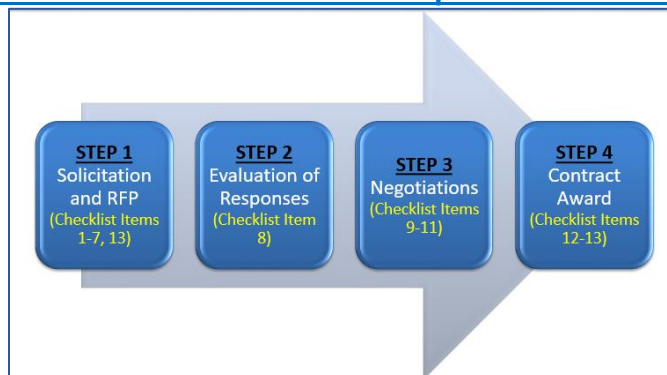 STEP 1
Solicitation
and RFP
(Checklist Items
1-7, 13)
STEP 2
Evaluation of
Responses
(Checklist Item
8)
STEP 3
Negotiations
(Checklist Items
9-11)
STEP 4
Contract
Award
(Checklist Items
12-13)